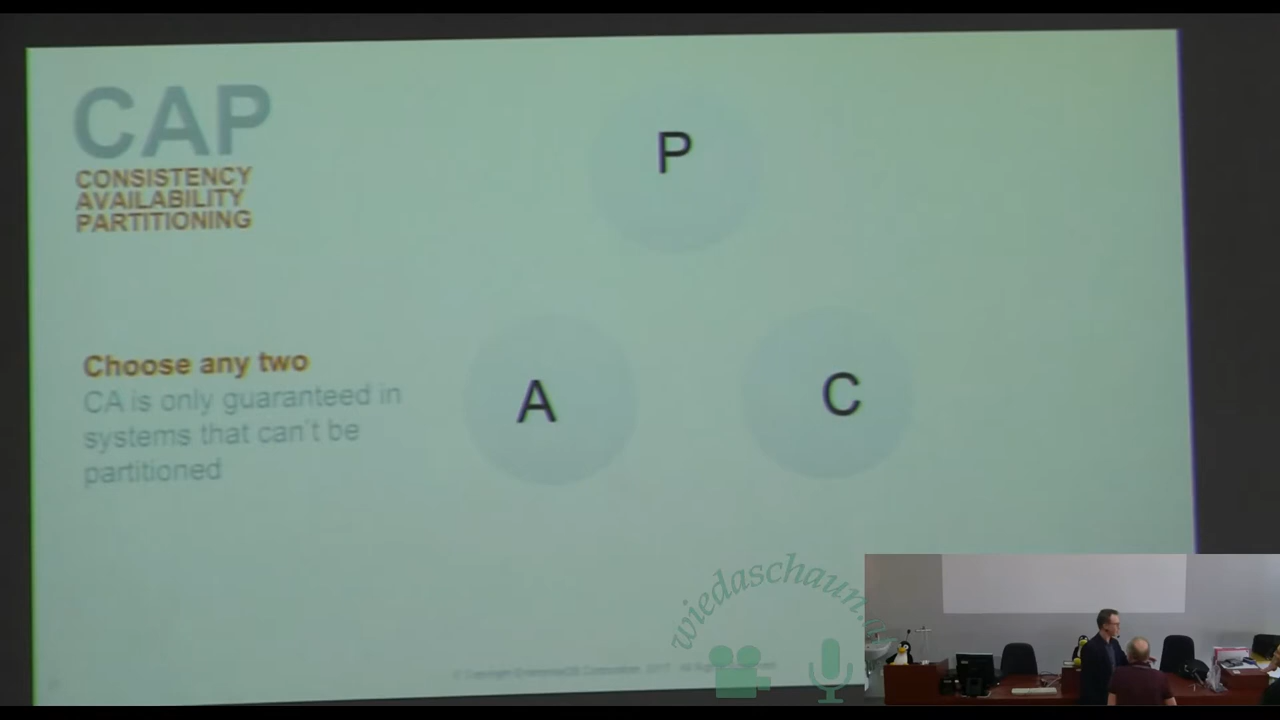 CAP
CONSISTENCY
AVAILABILITY
PARTITIONING
P
A
C
Choose any two
CA is only guaranteed in
systems that can't be
partitioned
wiedaschaun